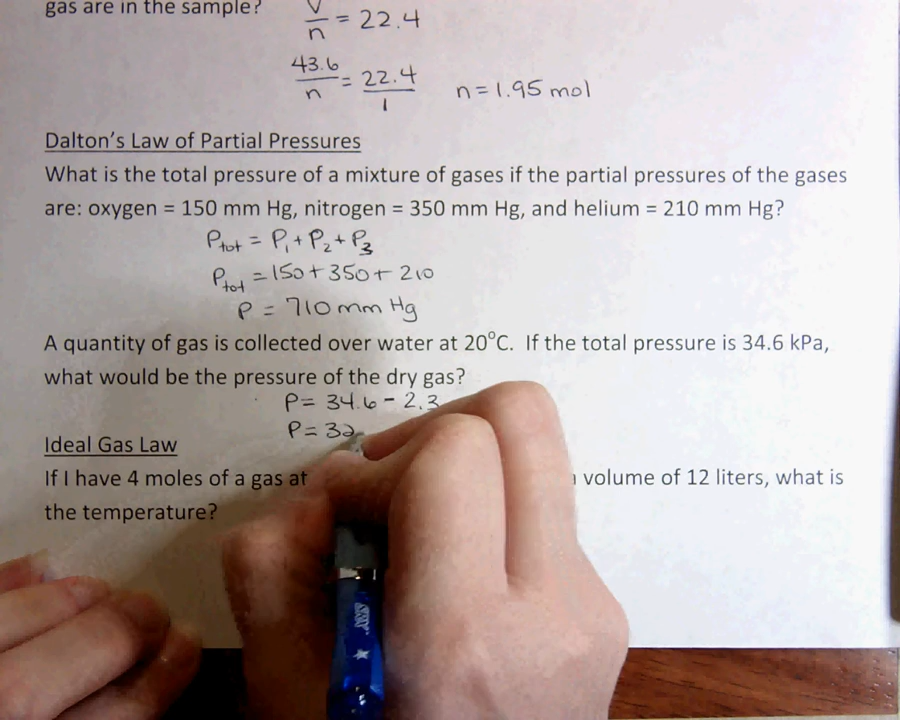 gas are in the sample?
V/n = 22.4
43.6/n = 22.4/1 n = 1.95 mol
Dalton's Law of Partial Pressures
What is the total pressure of a mixture of gases if the partial pressures of the gases
are: oxygen = 150 mm Hg, nitrogen = 350 mm Hg, and helium = 210 mm Hg?
Ptot = P1 + P2 + P3
Ptot = 150 + 350 + 210
P = 710 mm Hg
A quantity of gas is collected over water at 20°C. If the total pressure is 34.6 kPa,
what would be the pressure of the dry gas?
P = 34.6 - 2.3
P = 32
Ideal Gas Law
If I have 4 moles of a gas at volume of 12 liters, what is
the temperature?